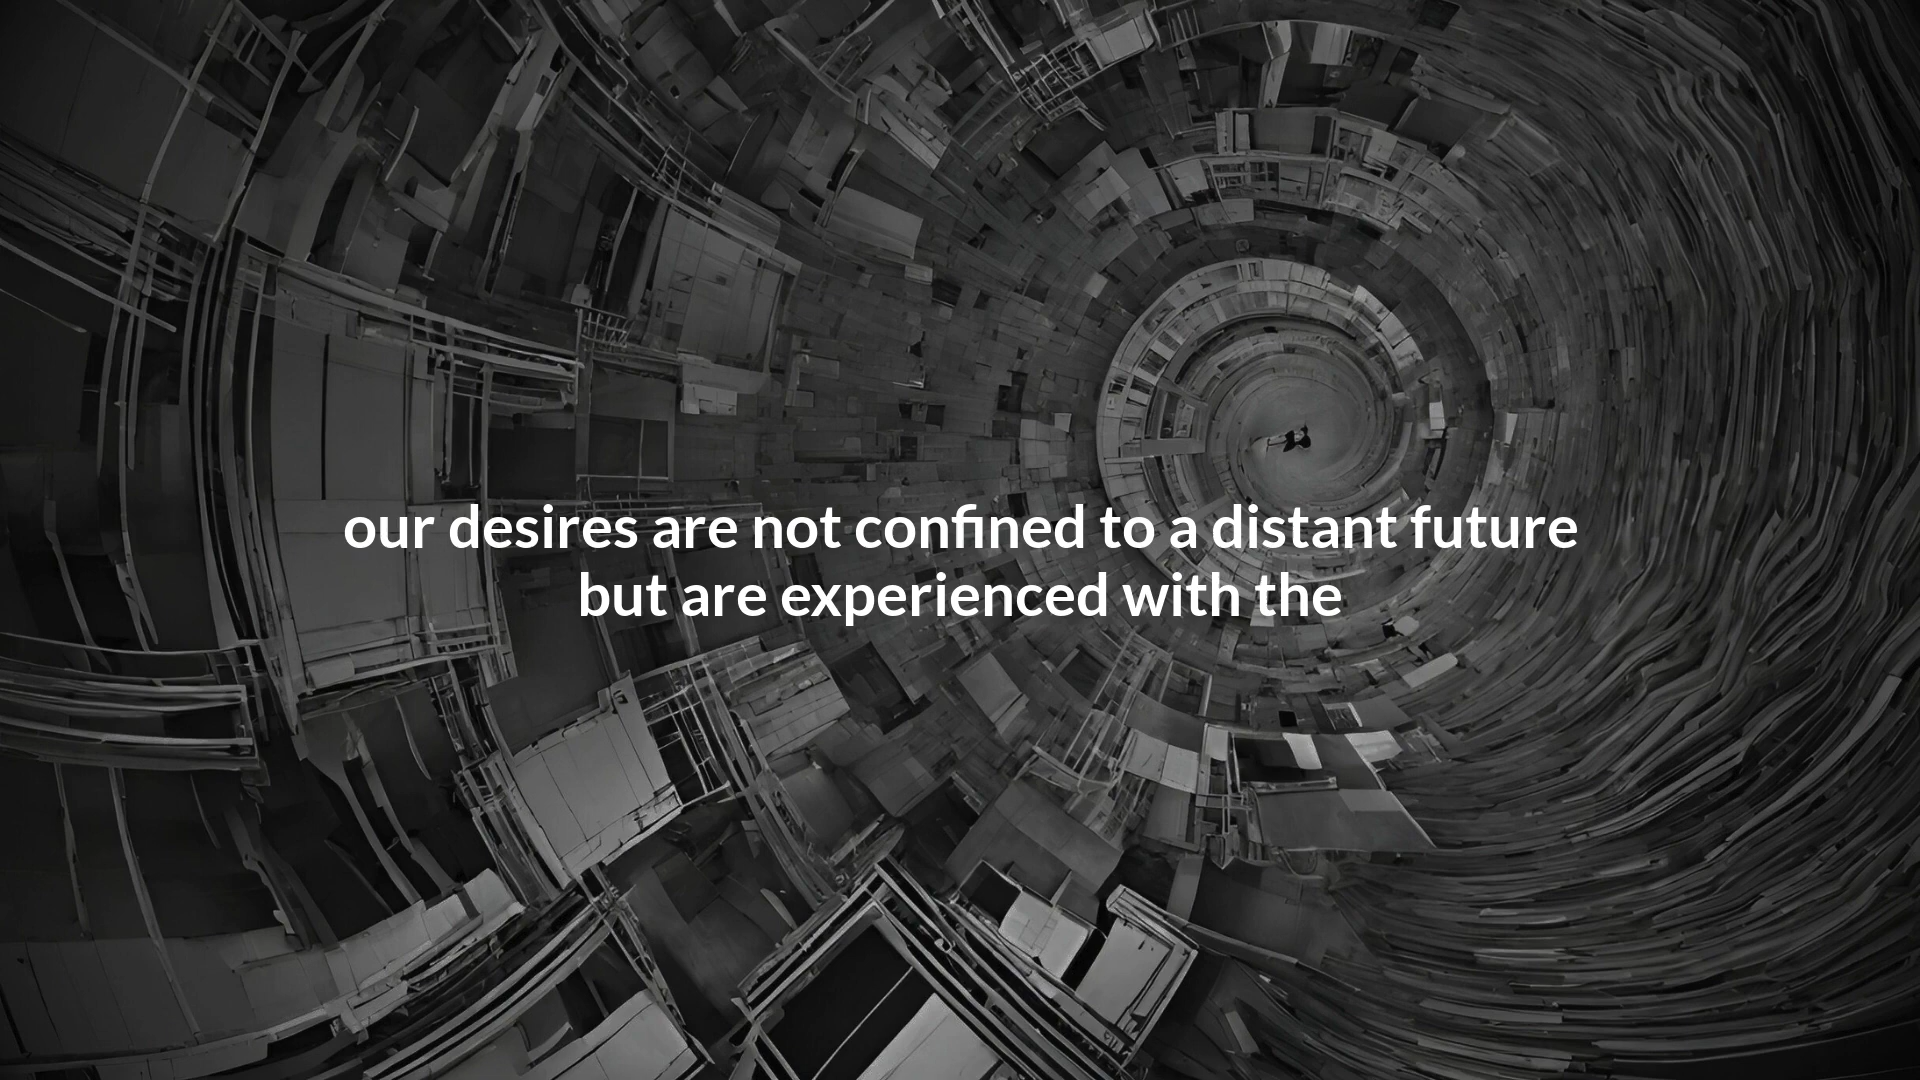 our desires are not confined to a distant future
but are experienced with the